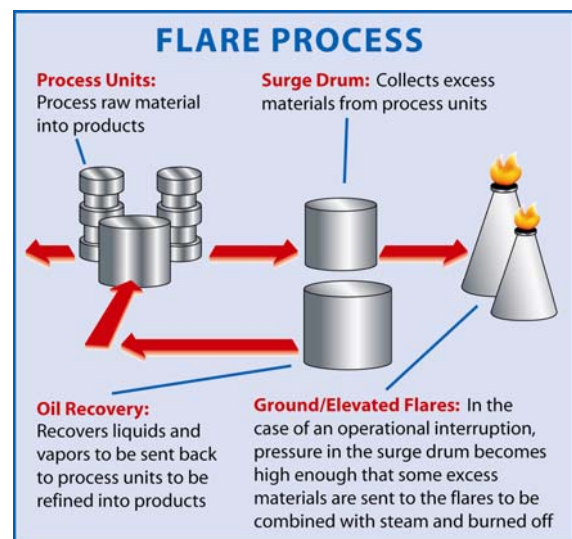 FLARE PROCESS
Process Units:
Process raw material
into products
Surge Drum: Collects excess
materials from process units
Oil Recovery:
Recovers liquids and
vapors to be sent back
to process units to be
refined into products
Ground/Elevated Flares: In the
case of an operational interruption,
pressure in the surge drum becomes
high enough that some excess
materials are sent to the flares to be
combined with steam and burned off